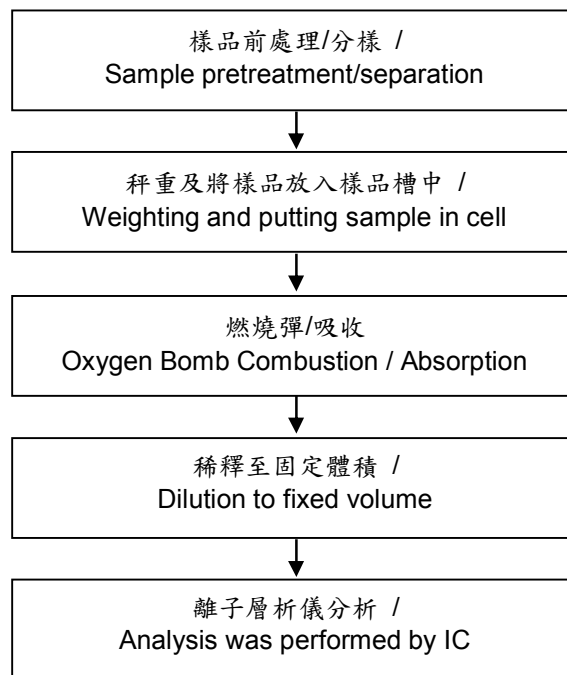 樣品前處理/分樣 /
Sample pretreatment/separation
秤重及將樣品放入樣品槽中 /
Weighting and putting sample in cell
燃燒彈/吸收
Oxygen Bomb Combustion / Absorption
稀釋至固定體積 /
Dilution to fixed volume
離子層析儀分析 /
Analysis was performed by IC